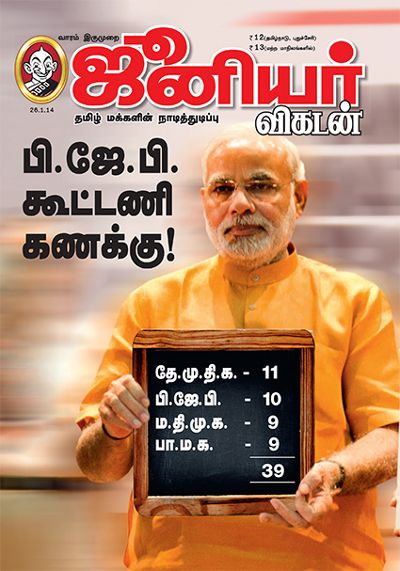 வாரம் இருமுறை
₹ 12 (தமிழ்நாடு, புதுச்சேரி)
₹ 13 (மற்ற மாநிலங்களில்)
ஜூனியர்
விகடன்
26.1.14
தமிழ் மக்களின் நாடித்துடிப்பு
பி.ஜே.பி.
கூட்டணி
கணக்கு!
தே.மு.தி.க. - 11
பி.ஜே.பி. - 10
ம.தி.மு.க. - 9
பா.ம.க. - 9
39